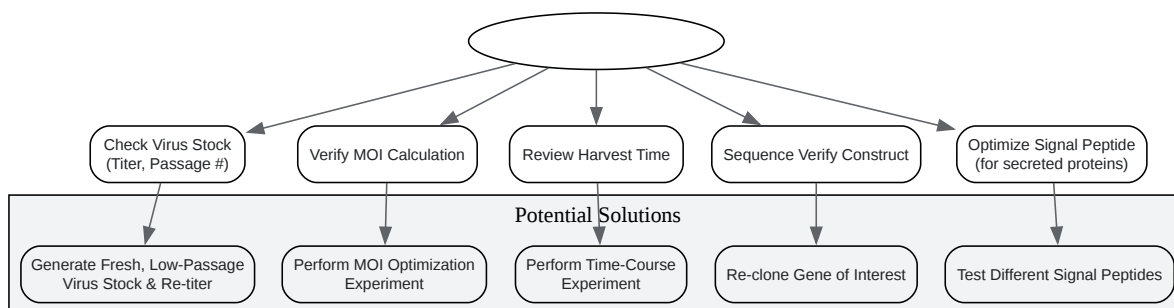 Check Virus Stock
(Titer, Passage #)
Verify MOI Calculation
Review Harvest Time
Sequence Verify Construct
Optimize Signal Peptide
(for secreted proteins)
Potential Solutions
Generate Fresh, Low-Passage
Virus Stock & Re-titer
Perform MOI Optimization
Experiment
Perform Time-Course
Experiment
Re-clone Gene of Interest
Test Different Signal Peptides